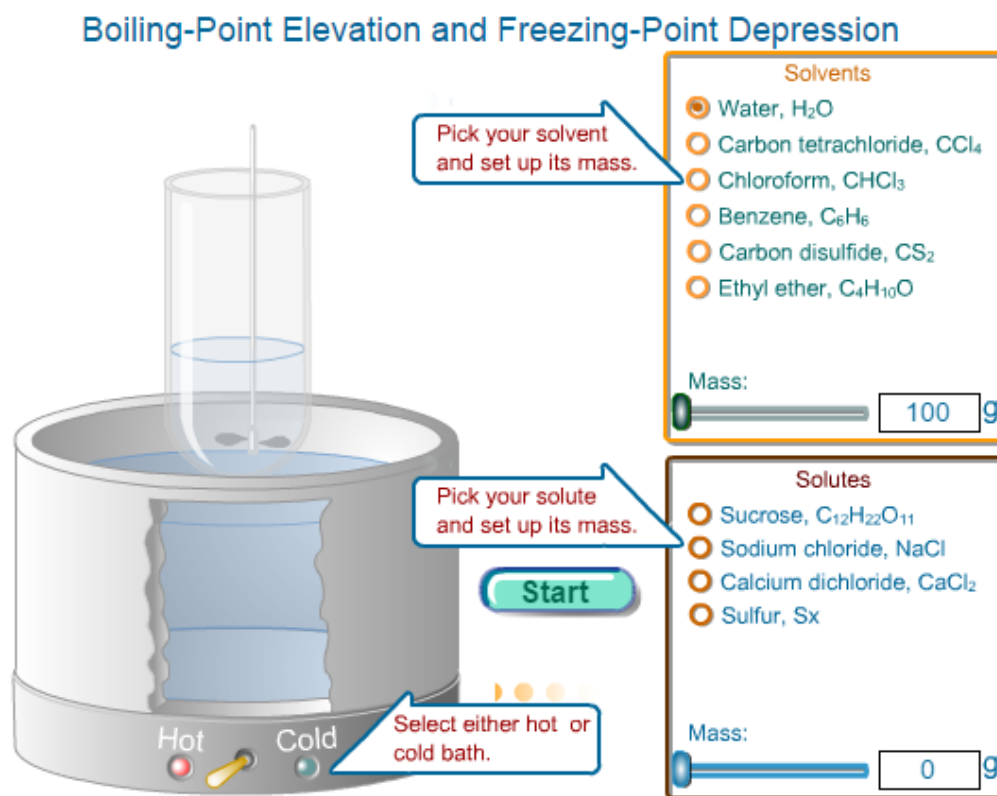 Boiling-Point Elevation and Freezing-Point Depression
Solvents
Water, H₂O
Carbon tetrachloride, CCl₄
Chloroform, CHCl₃
Benzene, C₆H₆
Carbon disulfide, CS₂
Ethyl ether, C₄H₁₀O
Mass:
100 g
Pick your solvent
and set up its mass.
Solutes
Sucrose, C₁₂H₂₂O₁₁
Sodium chloride, NaCl
Calcium dichloride, CaCl₂
Sulfur, Sx
Mass:
0 g
Pick your solute
and set up its mass.
Start
Select either hot or
cold bath.
Hot
Cold